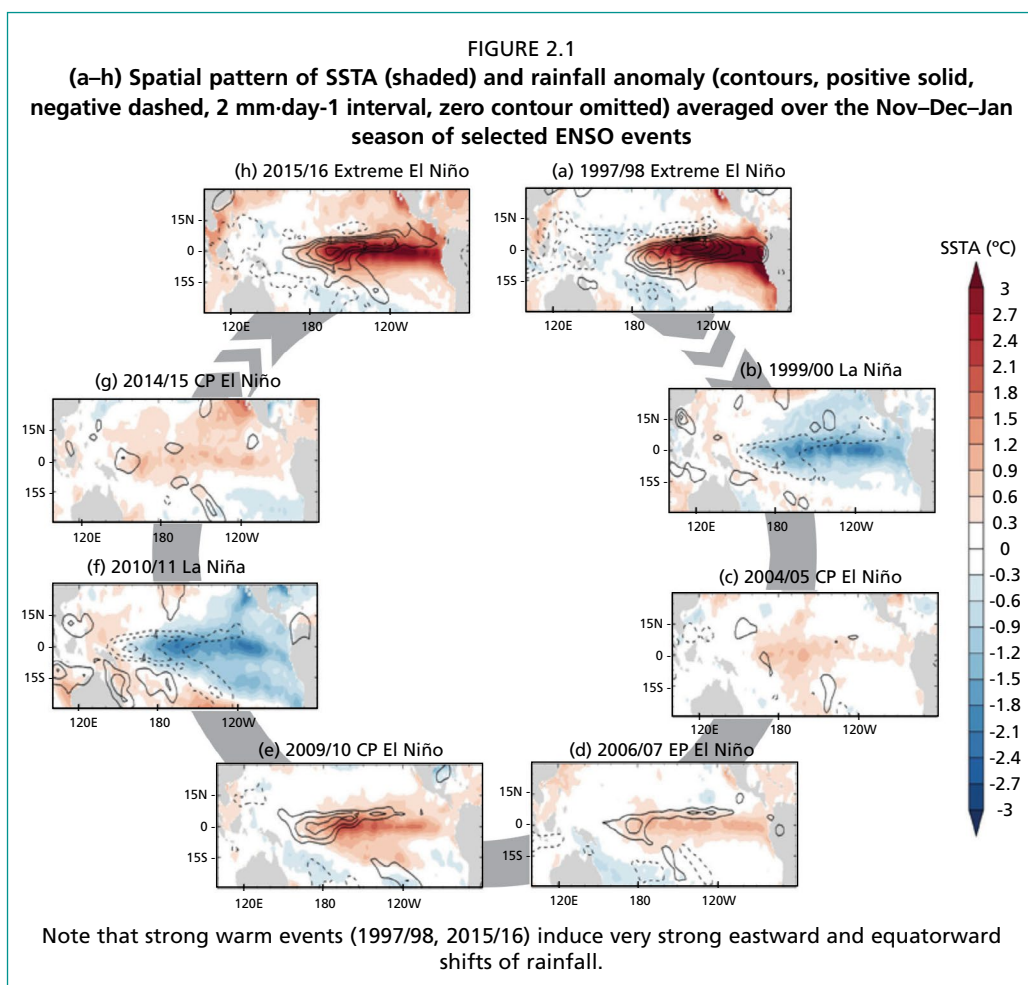 FIGURE 2.1
(a–h) Spatial pattern of SSTA (shaded) and rainfall anomaly (contours, positive solid,
negative dashed, 2 mm·day-1 interval, zero contour omitted) averaged over the Nov–Dec–Jan
season of selected ENSO events
(h) 2015/16 Extreme El Niño
15N
0
15S
120E 180 120W
(a) 1997/98 Extreme El Niño
15N
0
15S
120E 180 120W
SSTA (ºC)
3
2.7
2.4
2.1
1.8
1.5
1.2
0.9
0.6
0.3
0
-0.3
-0.6
-0.9
-1.2
-1.5
-1.8
-2.1
-2.4
-2.7
-3
(g) 2014/15 CP El Niño
15N
0
15S
120E 180 120W
(b) 1999/00 La Niña
15N
0
15S
120E 180 120W
(f) 2010/11 La Niña
15N
0
15S
120E 180 120W
(c) 2004/05 CP El Niño
15N
0
15S
120E 180 120W
(e) 2009/10 CP El Niño
15N
0
15S
120E 180 120W
(d) 2006/07 EP El Niño
15N
0
15S
120E 180 120W
Note that strong warm events (1997/98, 2015/16) induce very strong eastward and equatorward
shifts of rainfall.